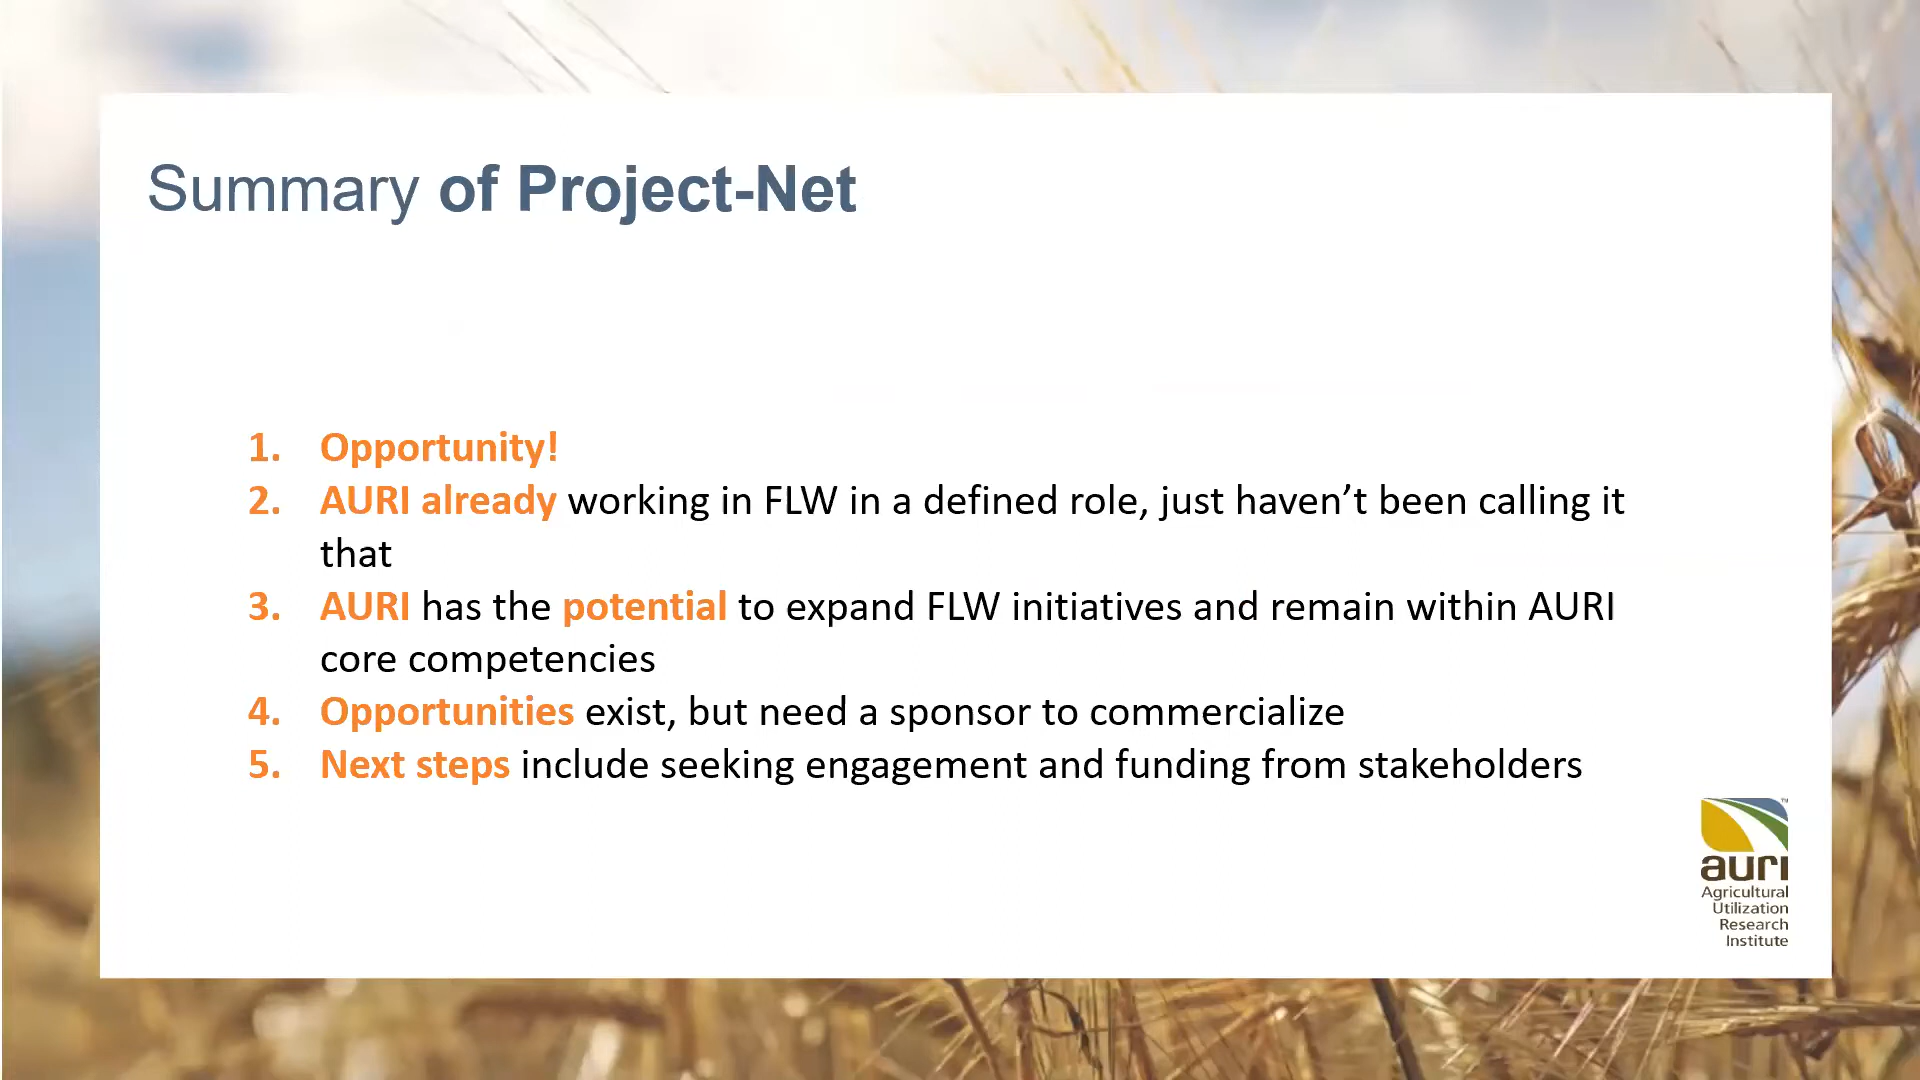 Summary of Project-Net
1. Opportunity!
2. AURI already working in FLW in a defined role, just haven’t been calling it
that
3. AURI has the potential to expand FLW initiatives and remain within AURI
core competencies
4. Opportunities exist, but need a sponsor to commercialize
5. Next steps include seeking engagement and funding from stakeholders
TM
auri
Agricultural
Utilization
Research
Institute